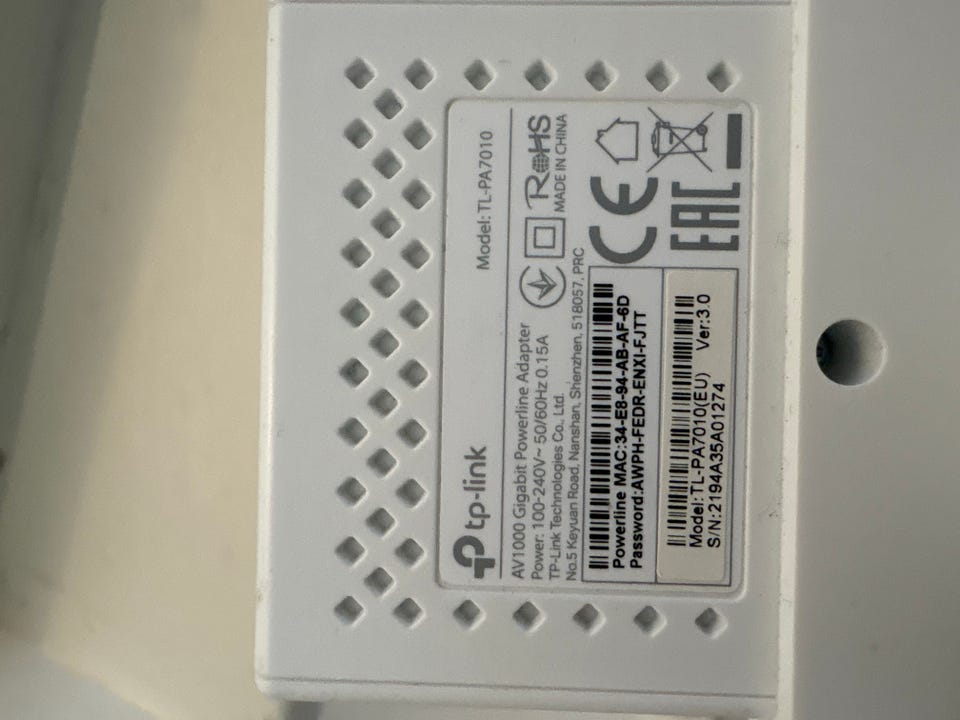 tp-link
Model: TL-PA7010
AV1000 Gigabit Powerline Adapter
Power: 100-240V~ 50/60Hz 0.15A
TP-Link Technologies Co., Ltd.
No.5 Keyuan Road, Nanshan, Shenzhen, 518057, PRC
RoHS
MADE IN CHINA
Powerline MAC:34-E8-94-AB-AF-6D
Password:AWPH-FEDR-ENXI-FJTT
CE
EAC
Model:TL-PA7010(EU) Ver:3.0
S/N:2194A35A01274